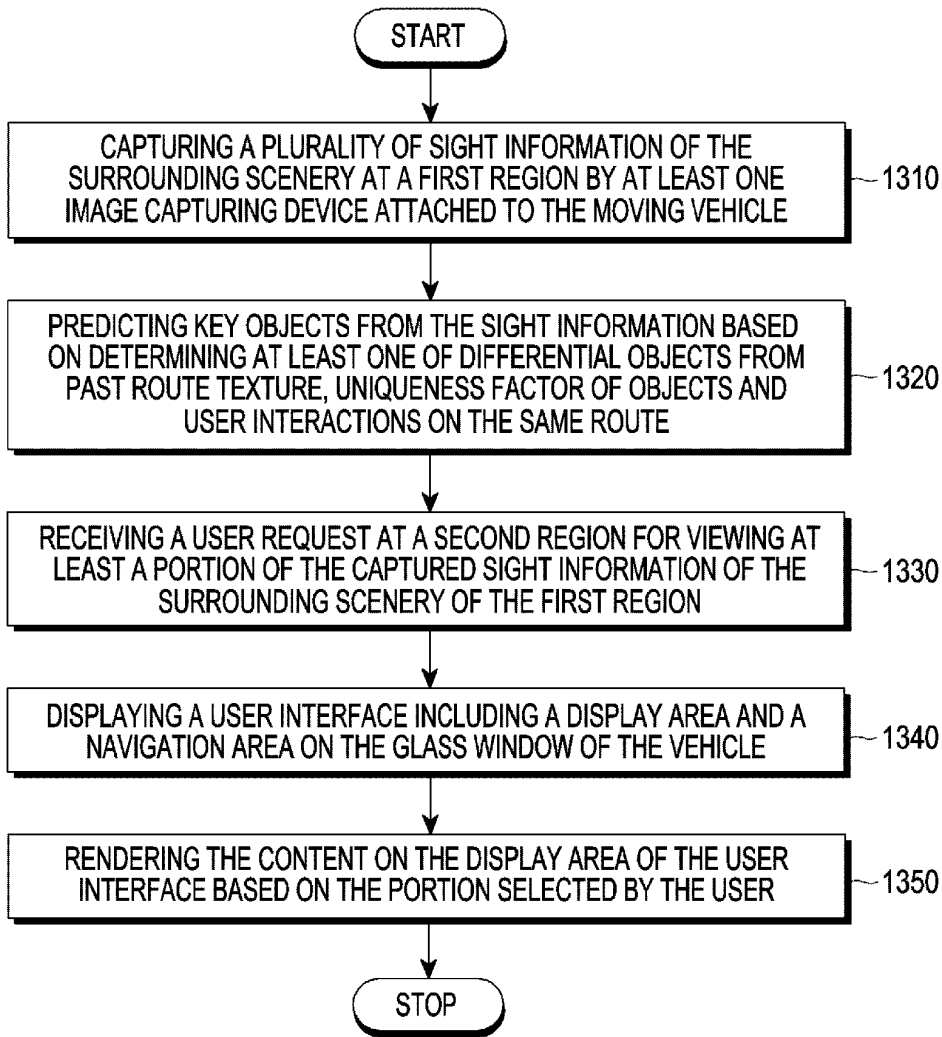 START
CAPTURING A PLURALITY OF SIGHT INFORMATION OF THE
SURROUNDING SCENERY AT A FIRST REGION BY AT LEAST ONE
IMAGE CAPTURING DEVICE ATTACHED TO THE MOVING VEHICLE
1310
PREDICTING KEY OBJECTS FROM THE SIGHT INFORMATION BASED
ON DETERMINING AT LEAST ONE OF DIFFERENTIAL OBJECTS FROM
PAST ROUTE TEXTURE, UNIQUENESS FACTOR OF OBJECTS AND
USER INTERACTIONS ON THE SAME ROUTE
1320
RECEIVING A USER REQUEST AT A SECOND REGION FOR VIEWING AT
LEAST A PORTION OF THE CAPTURED SIGHT INFORMATION OF THE
SURROUNDING SCENERY OF THE FIRST REGION
1330
DISPLAYING A USER INTERFACE INCLUDING A DISPLAY AREA AND A
NAVIGATION AREA ON THE GLASS WINDOW OF THE VEHICLE
1340
RENDERING THE CONTENT ON THE DISPLAY AREA OF THE USER
INTERFACE BASED ON THE PORTION SELECTED BY THE USER
1350
STOP